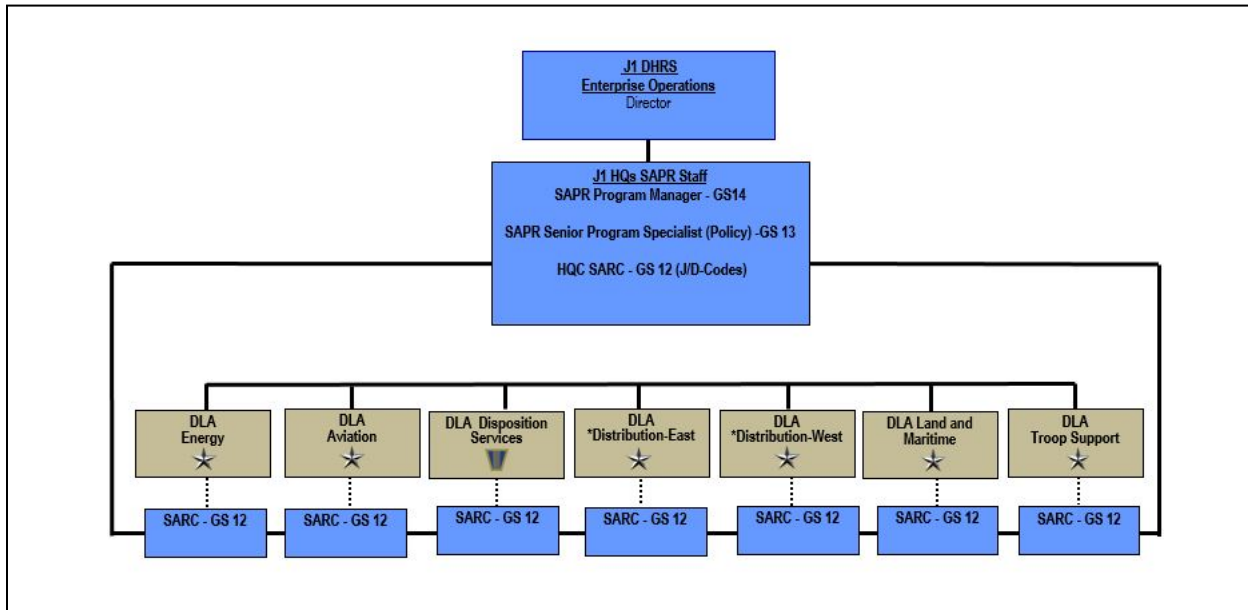 J1 DHRS
Enterprise Operations
Director
J1 HQs SAPR Staff
SAPR Program Manager - GS14
SAPR Senior Program Specialist (Policy) -GS 13
HQC SARC - GS 12 (J/D-Codes)
DLA
Energy
DLA
Aviation
DLA Disposition
Services
DLA
*Distribution-East
DLA
*Distribution-West
DLA Land and
Maritime
DLA
Troop Support
SARC - GS 12
SARC - GS 12
SARC - GS 12
SARC - GS 12
SARC - GS 12
SARC - GS 12
SARC - GS 12